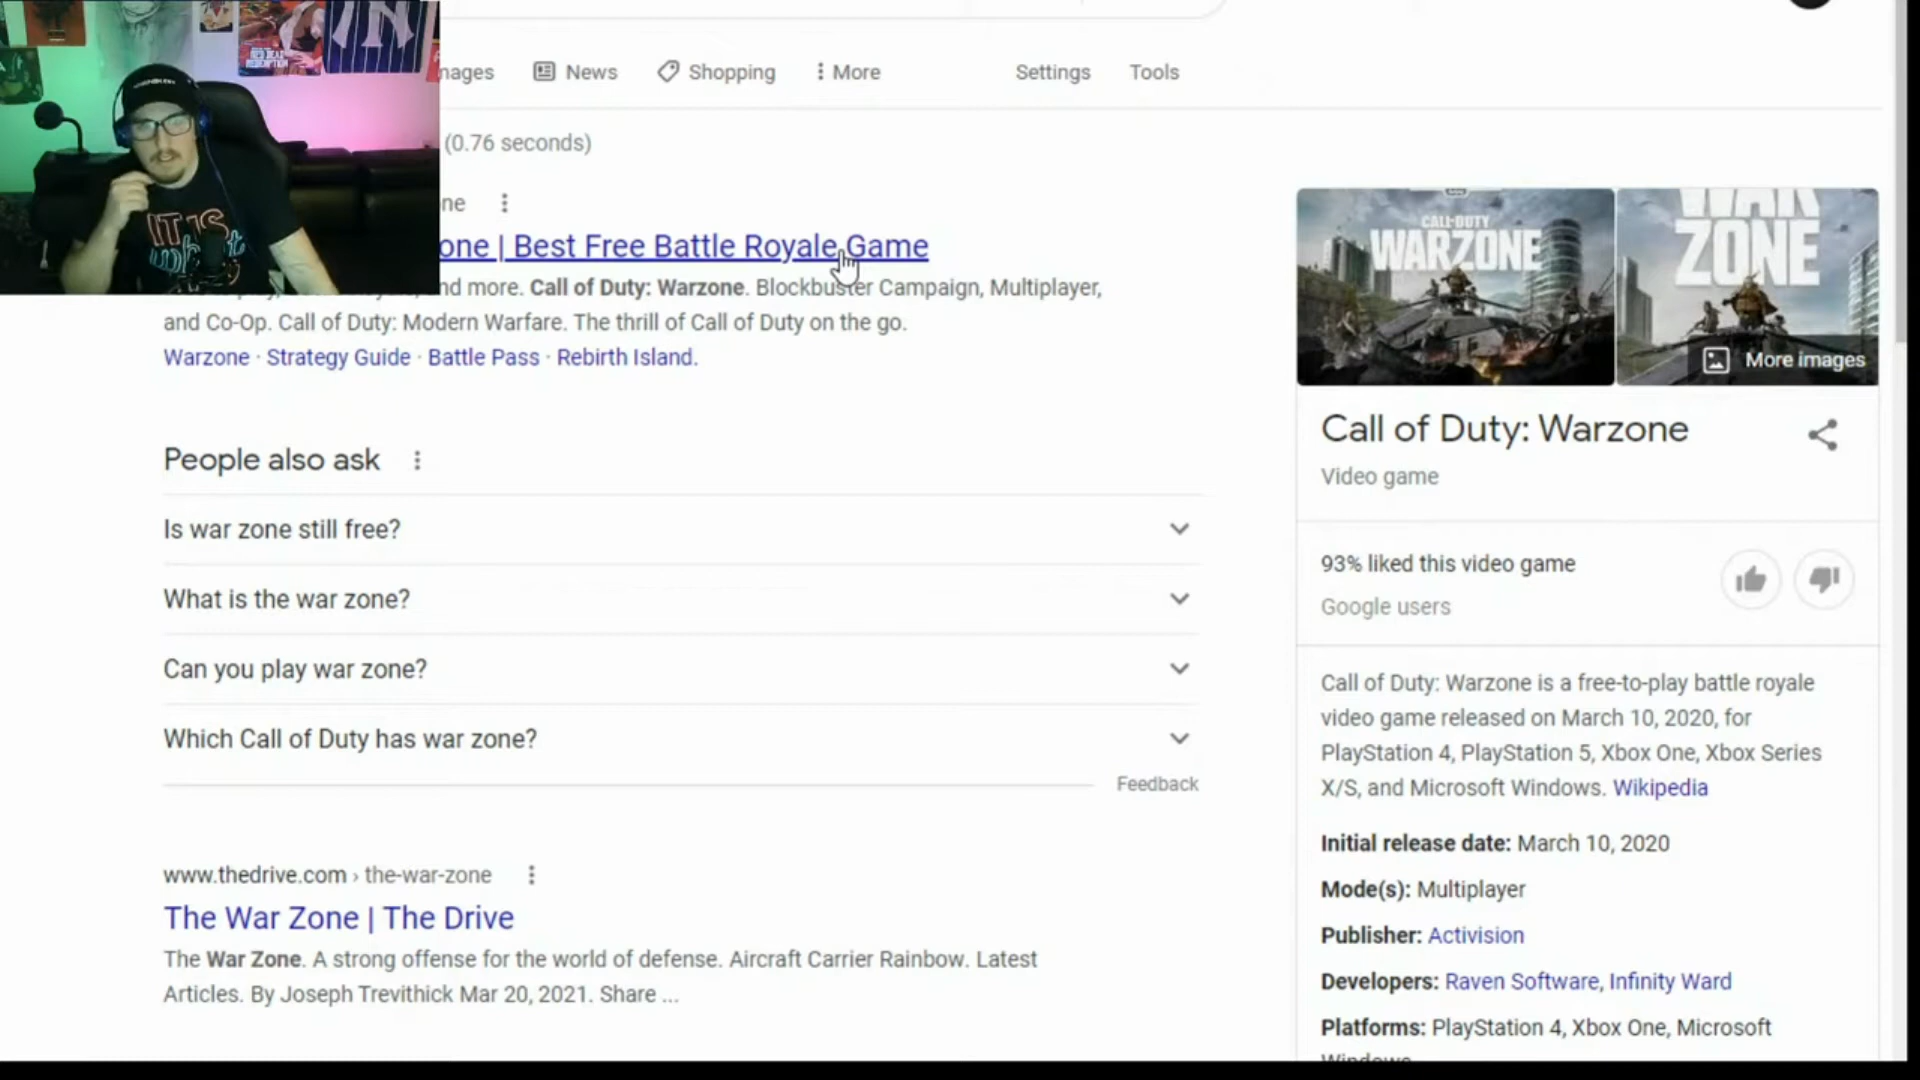 RED DEAD
REDEMPTION
IT IS
what
mages
News
Shopping
More
Settings
Tools
(0.76 seconds)
ne
one | Best Free Battle Royale Game
nd more. Call of Duty: Warzone. Blockbuster Campaign, Multiplayer,
and Co-Op. Call of Duty: Modern Warfare. The thrill of Call of Duty on the go.
Warzone · Strategy Guide · Battle Pass · Rebirth Island.
People also ask
Is war zone still free?
What is the war zone?
Can you play war zone?
Which Call of Duty has war zone?
Feedback
www.thedrive.com › the-war-zone
The War Zone | The Drive
The War Zone. A strong offense for the world of defense. Aircraft Carrier Rainbow. Latest
Articles. By Joseph Trevithick Mar 20, 2021. Share ...
CALL OF DUTY
WARZONE
WAR
ZONE
More images
Call of Duty: Warzone
Video game
93% liked this video game
Google users
Call of Duty: Warzone is a free-to-play battle royale
video game released on March 10, 2020, for
PlayStation 4, PlayStation 5, Xbox One, Xbox Series
X/S, and Microsoft Windows. Wikipedia
Initial release date: March 10, 2020
Mode(s): Multiplayer
Publisher: Activision
Developers: Raven Software, Infinity Ward
Platforms: PlayStation 4, Xbox One, Microsoft
Windows